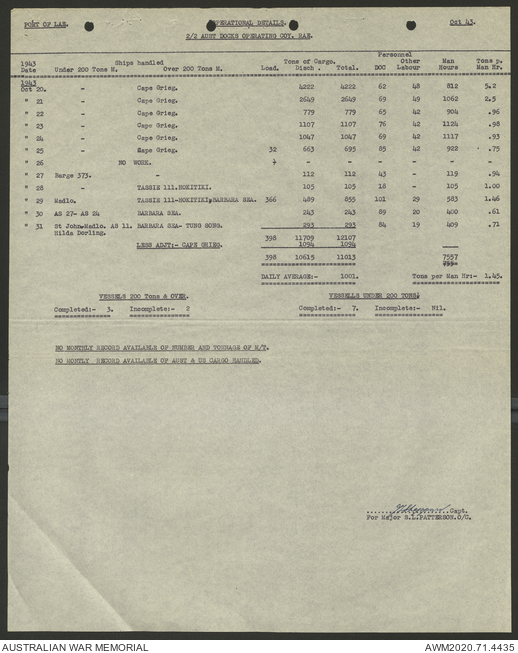 PORT OF LAE. OPERATIONAL DETAILS. Oct 43.
2/2 AUST DOCKS OPERATING COY. RAE.
Personnel
1943 Ships handled Tons of Cargo. Other Man Tons p.
Date Under 200 Tons M. Over 200 Tons M. Load. Disch. Total. DOC Labour Hours Man Hr.
1943
Oct 20. - Cape Grieg. 4222 4222 62 48 812 5.2
" 21 - Cape Grieg. 2649 2649 69 49 1062 2.5
" 22 - Cape Grieg. 779 779 65 42 904 .96
" 23 - Cape Grieg. 1107 1107 76 42 1124 .98
" 24 - Cape Grieg. 1047 1047 69 42 1117 .93
" 25 - Cape Grieg. 32 663 695 85 42 922 .75
" 26 NO WORK. - - - - - -
" 27 Barge 373. - 112 112 43 - 119 .94
" 28 - TASSIE 111.HOKITIKI. 105 105 18 - 105 1.00
" 29 Madlo. TASSIE 111-HOKITIKI,BARBARA SEA. 366 489 855 101 29 583 1.46
" 30 AS 27- AS 24 BARBARA SEA. 243 243 89 20 400 .61
" 31 St John.Madlo. AS 11. BARBARA SEA- TUNG SONG. 293 293 84 19 409 .71
Hilda Dorling.
398 11709 12107
LESS ADJT:- CAPE GRIEG. 1094 1094
398 10615 11013 7557
DAILY AVERAGE:- 1001. Tons per Man Hr:- 1.45.
VESSELS 200 Tons & OVER. VESSELLS UNDER 200 TONS:
Completed:- 3. Incomplete:- 2 Completed:- 7. Incomplete:- Nil.
NO MONTHLY RECORD AVAILABLE OF NUMBER AND TONNAGE OF M/T.
NO MONTLY RECORD AVAILABLE OF AUST & US CARGO HANDLED.
Capt.
For Major S.L.PATTERSON.O/C.
AUSTRALIAN WAR MEMORIAL AWM2020.71.4435